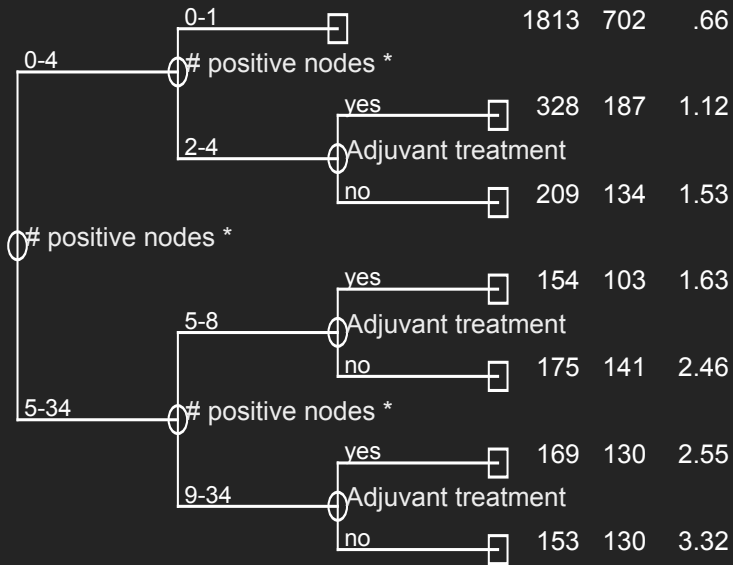 0-1 1813 702 .66
0-4 # positive nodes *
yes 328 187 1.12
2-4 Adjuvant treatment
no 209 134 1.53
# positive nodes *
yes 154 103 1.63
5-8 Adjuvant treatment
no 175 141 2.46
5-34 # positive nodes *
yes 169 130 2.55
9-34 Adjuvant treatment
no 153 130 3.32